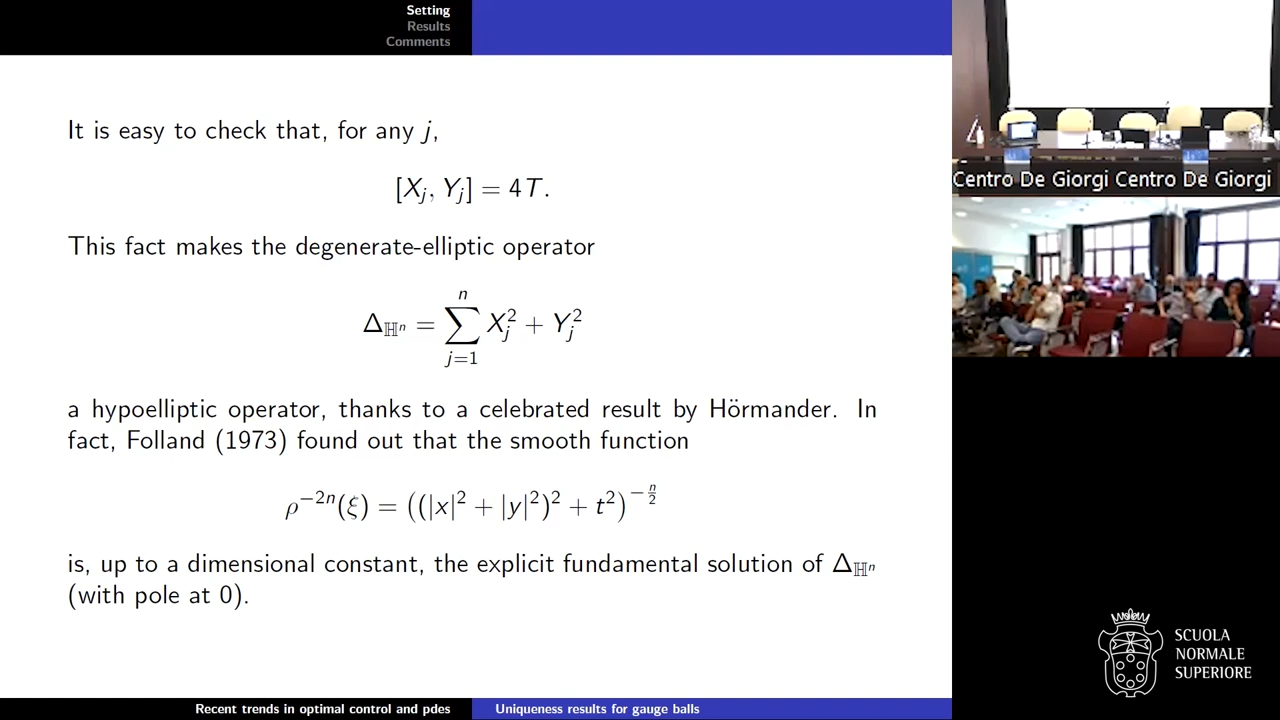 Setting
Results
Comments
It is easy to check that, for any j,
[X_j, Y_j] = 4T.
This fact makes the degenerate-elliptic operator
Δ_{ℍ^n} = \sum_{j=1}^{n} X_j^2 + Y_j^2
a hypoelliptic operator, thanks to a celebrated result by Hörmander. In
fact, Folland (1973) found out that the smooth function
ρ^{-2n}(ξ) = ((|x|^2 + |y|^2)^2 + t^2)^{-\frac{n}{2}}
is, up to a dimensional constant, the explicit fundamental solution of Δ_{ℍ^n}
(with pole at 0).
Recent trends in optimal control and pdes
Uniqueness results for gauge balls
Centro De Giorgi Centro De Giorgi
SCUOLA
NORMALE
SUPERIORE